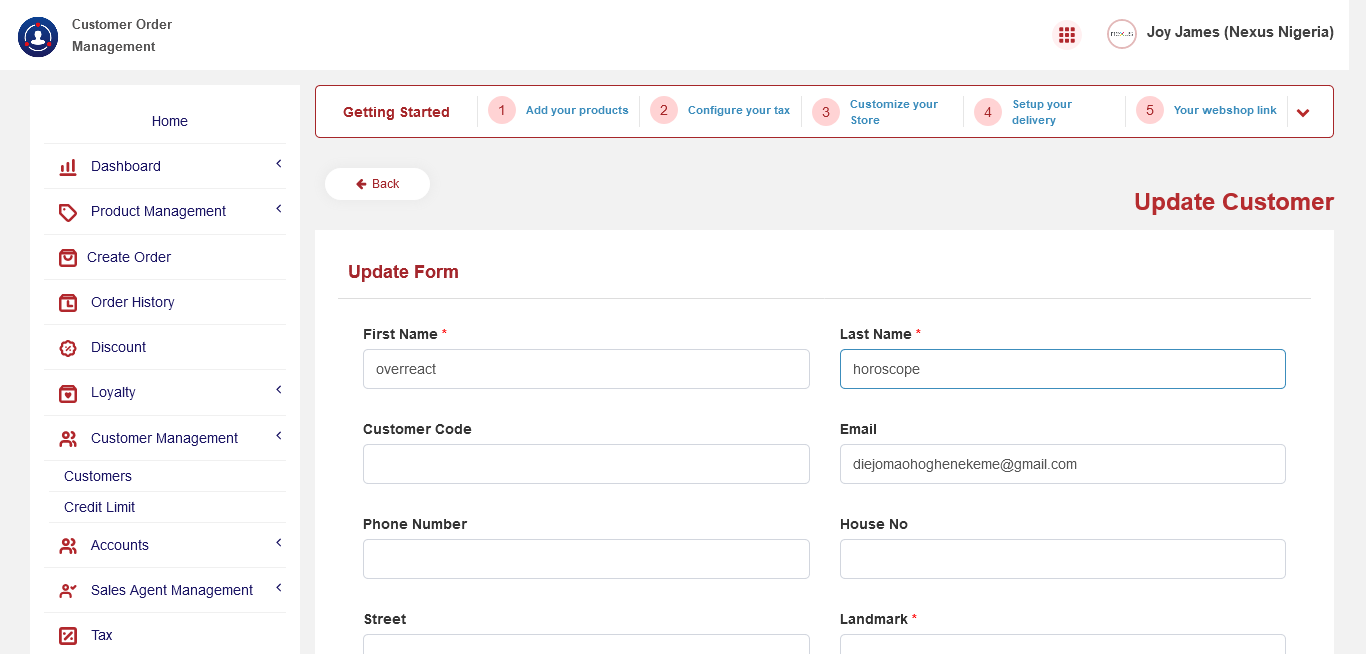 Customer Order
Management
nexus
Joy James (Nexus Nigeria)
Home
Dashboard
Product Management
Create Order
Order History
Discount
Loyalty
Customer Management
Customers
Credit Limit
Accounts
Sales Agent Management
Tax
Getting Started
1 Add your products
2 Configure your tax
3 Customize your
Store
4 Setup your
delivery
5 Your webshop link
Back
Update Customer
Update Form
First Name *
overreact
Last Name *
horoscope
Customer Code
Email
diejomaohoghenekeme@gmail.com
Phone Number
House No
Street
Landmark *